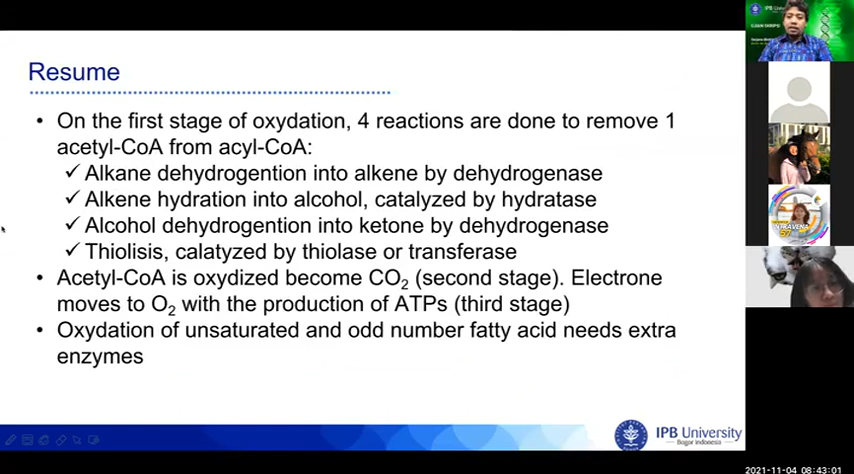 Resume
• On the first stage of oxydation, 4 reactions are done to remove 1
acetyl-CoA from acyl-CoA:
✓ Alkane dehydrogention into alkene by dehydrogenase
✓ Alkene hydration into alcohol, catalyzed by hydratase
✓ Alcohol dehydrogention into ketone by dehydrogenase
✓ Thiolisis, calatyzed by thiolase or transferase
• Acetyl-CoA is oxydized become CO₂ (second stage). Electrone
moves to O₂ with the production of ATPs (third stage)
• Oxydation of unsaturated and odd number fatty acid needs extra
enzymes
IPB University
Bogor Indonesia
2021-11-04 08:43:01